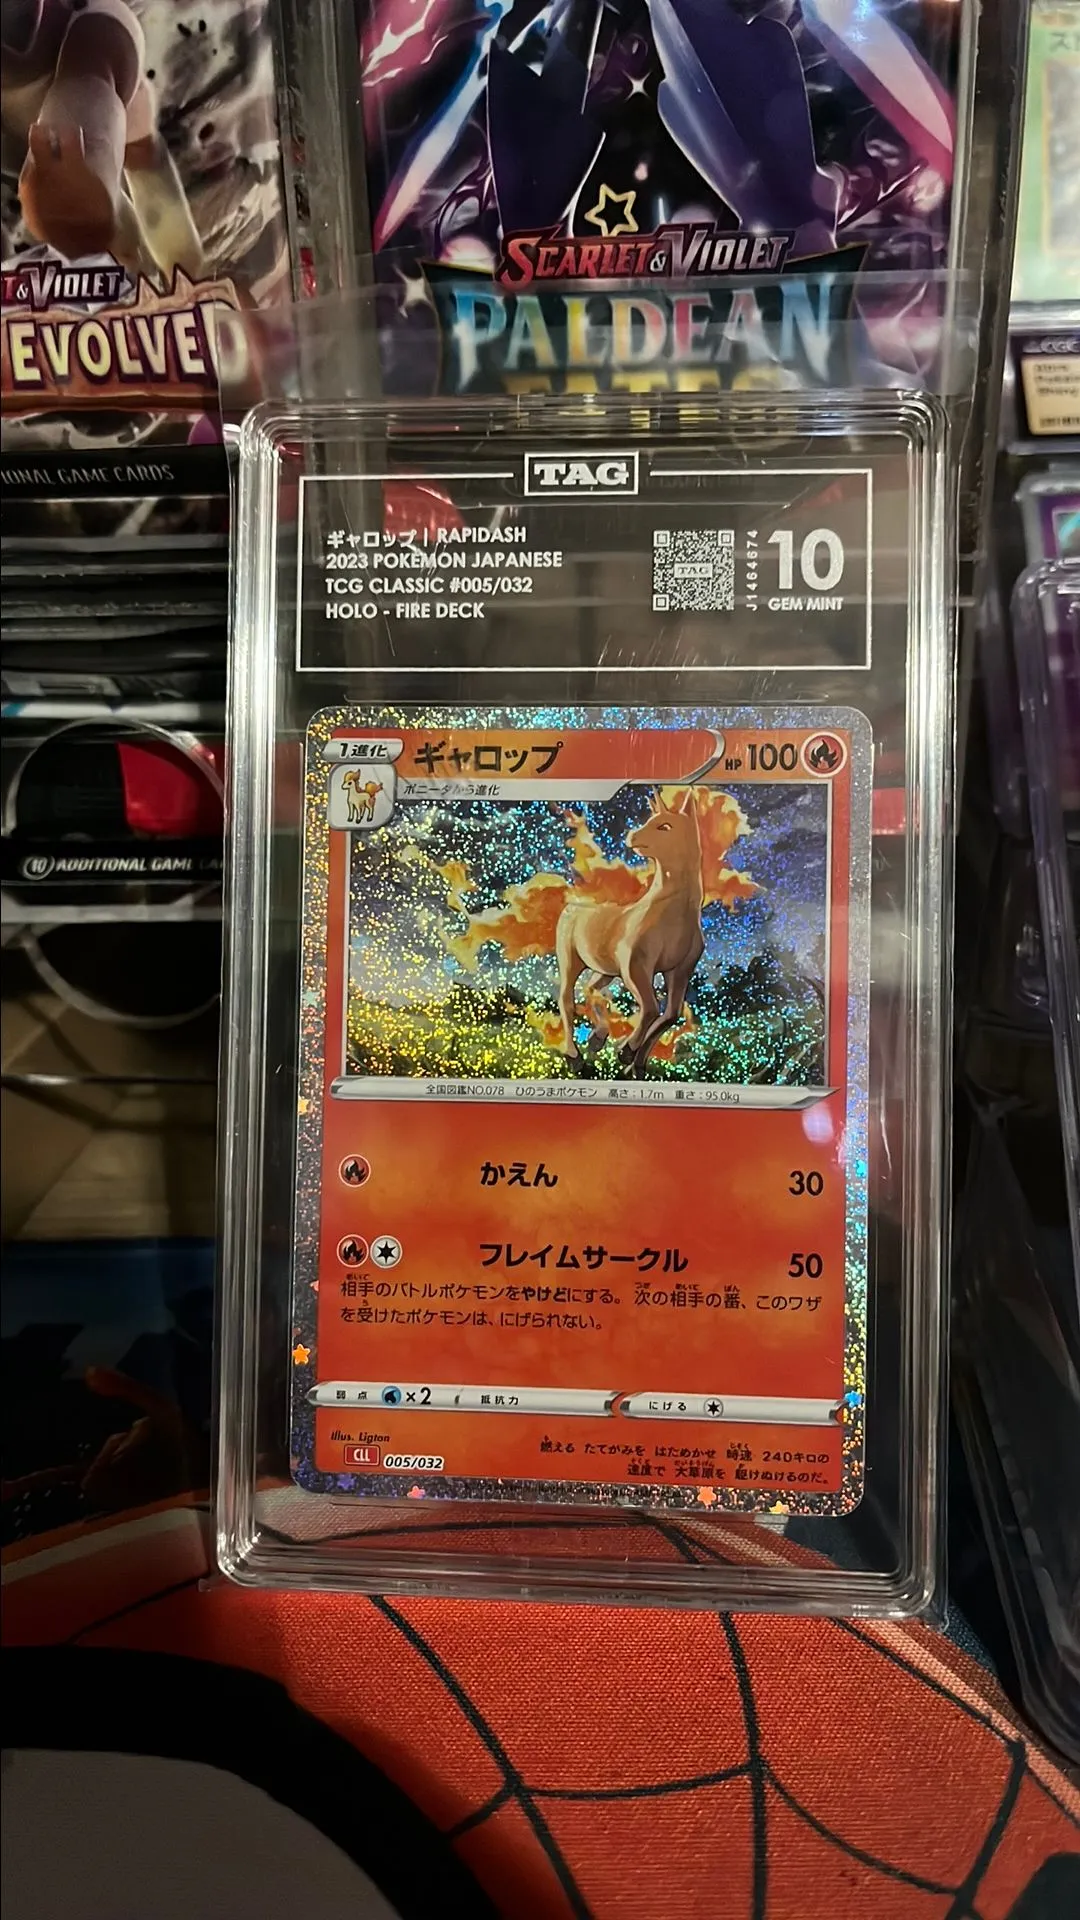 SCARLET & VIOLET
PALDEAN
FATES
& VIOLET
EVOLVED
IONAL GAME CARDS
CGC
TAG
ギャロップ | RAPIDASH
2023 POKEMON JAPANESE
TCG CLASSIC #005/032
HOLO - FIRE DECK
TAG
J1464674
10
GEM MINT
10 ADDITIONAL GAME CA
1進化
ギャロップ
HP 100
ポニータから進化
全国図鑑NO.078 ひのうまポケモン 高さ:1.7m 重さ:95.0kg
かえん 30
フレイムサークル 50
相手のバトルポケモンをやけどにする。次の相手の番、このワザ
を受けたポケモンは、にげられない。
弱点 ×2 抵抗力 にげる
illus. Ligton
CLL 005/032
燃える たてがみを はためかせ 時速 240キロの
速度で 大草原を 駆けぬけるのだ。